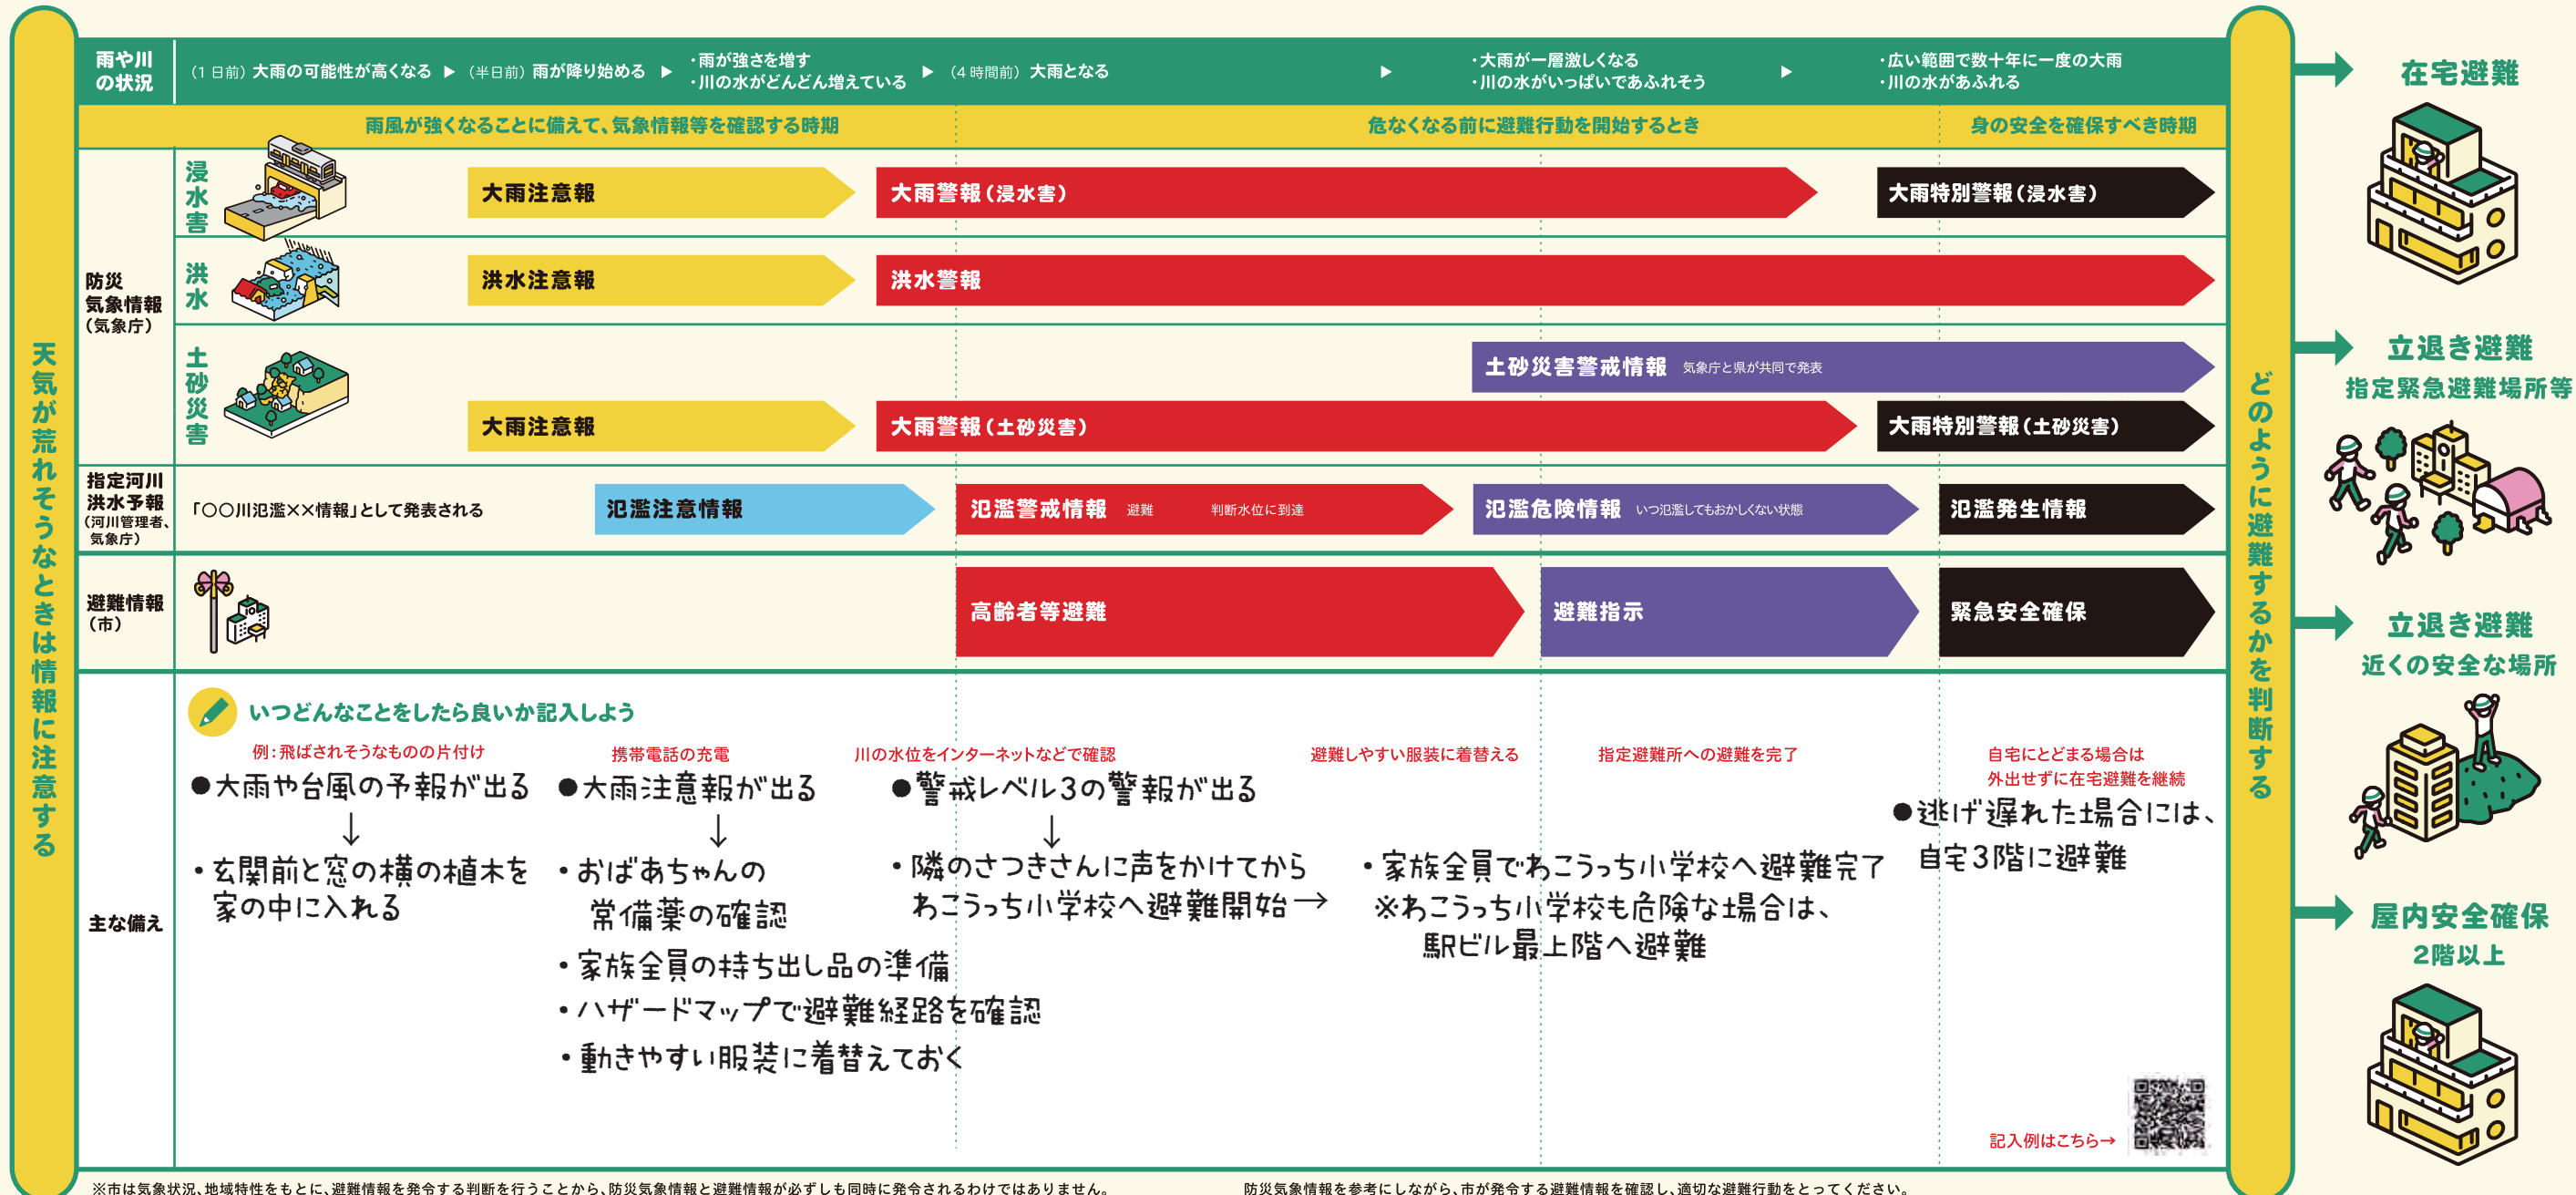 天気が荒れそうなときは情報に注意する
雨や川
の状況
（1日前）大雨の可能性が高くなる ▶ （半日前）雨が降り始める ▶
・雨が強さを増す
・川の水がどんどん増えている
▶ （4時間前）大雨となる
▶
・大雨が一層激しくなる
・川の水がいっぱいであふれそう
▶
・広い範囲で数十年に一度の大雨
・川の水があふれる
雨風が強くなることに備えて、気象情報等を確認する時期
危なくなる前に避難行動を開始するとき
身の安全を確保すべき時期
防災
気象情報
（気象庁）
浸水害
大雨注意報
大雨警報（浸水害）
大雨特別警報（浸水害）
洪水
洪水注意報
洪水警報
土砂災害
土砂災害警戒情報 気象庁と県が共同で発表
大雨注意報
大雨警報（土砂災害）
大雨特別警報（土砂災害）
指定河川
洪水予報
（河川管理者、
気象庁）
「〇〇川氾濫××情報」として発表される
氾濫注意情報
氾濫警戒情報 避難 判断水位に到達
氾濫危険情報 いつ氾濫してもおかしくない状態
氾濫発生情報
避難情報
（市）
高齢者等避難
避難指示
緊急安全確保
主な備え
いつどんなことをしたら良いか記入しよう
例：飛ばされそうなものの片付け
●大雨や台風の予報が出る
↓
・玄関前と窓の横の植木を
家の中に入れる
携帯電話の充電
●大雨注意報が出る
↓
・おばあちゃんの
常備薬の確認
・家族全員の持ち出し品の準備
・ハザードマップで避難経路を確認
・動きやすい服装に着替えておく
川の水位をインターネットなどで確認
●警戒レベル3の警報が出る
↓
・隣のさつきさんに声をかけてから
わこうっち小学校へ避難開始→
避難しやすい服装に着替える
指定避難所への避難を完了
・家族全員でわこうっち小学校へ避難完了
※わこうっち小学校も危険な場合は、
駅ビル最上階へ避難
自宅にとどまる場合は
外出せずに在宅避難を継続
●逃げ遅れた場合には、
自宅3階に避難
記入例はこちら→
※市は気象状況、地域特性をもとに、避難情報を発令する判断を行うことから、防災気象情報と避難情報が必ずしも同時に発令されるわけではありません。
防災気象情報を参考にしながら、市が発令する避難情報を確認し、適切な避難行動をとってください。
どのように避難するかを判断する
在宅避難
立退き避難
指定緊急避難場所等
立退き避難
近くの安全な場所
屋内安全確保
2階以上